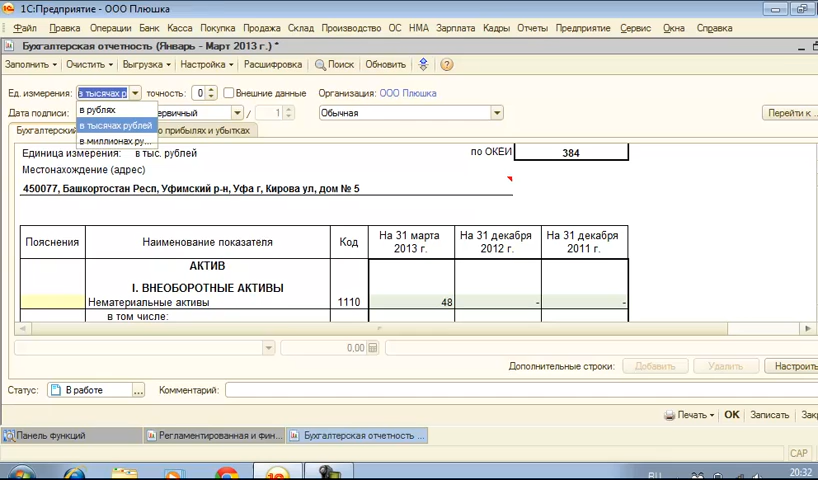 1С:Предприятие - ООО Плюшка
Файл Правка Операции Банк Касса Покупка Продажа Склад Производство ОС НМА Зарплата Кадры Отчеты Предприятие Сервис Окна Справка
Бухгалтерская отчетность (Январь - Март 2013 г.) *
Заполнить Очистить Выгрузка Настройка Расшифровка Поиск Обновить
Ед. измерения: в тысячах р точность: 0 Внешние данные Организация: ООО Плюшка
в рублях
Дата подписи: ервичный / 1 Обычная Перейти к ...
в тысячах рублей
Бухгалтерский о прибылях и убытках
в миллионах ру...
Единица измерения: в тыс. рублей по ОКЕИ 384
Местонахождение (адрес)
450077, Башкортостан Респ, Уфимский р-н, Уфа г, Кирова ул, дом № 5
Пояснения Наименование показателя Код На 31 марта 2013 г. На 31 декабря 2012 г. На 31 декабря 2011 г.
АКТИВ
I. ВНЕОБОРОТНЫЕ АКТИВЫ
Нематериальные активы 1110 48 - -
в том числе:
0,00
Дополнительные строки: Добавить Удалить Настроить
Статус: В работе ... Комментарий:
Печать OK Записать Закр
Панель функций Регламентированная и фин... Бухгалтерская отчетность ...
CAP
RU 20:32